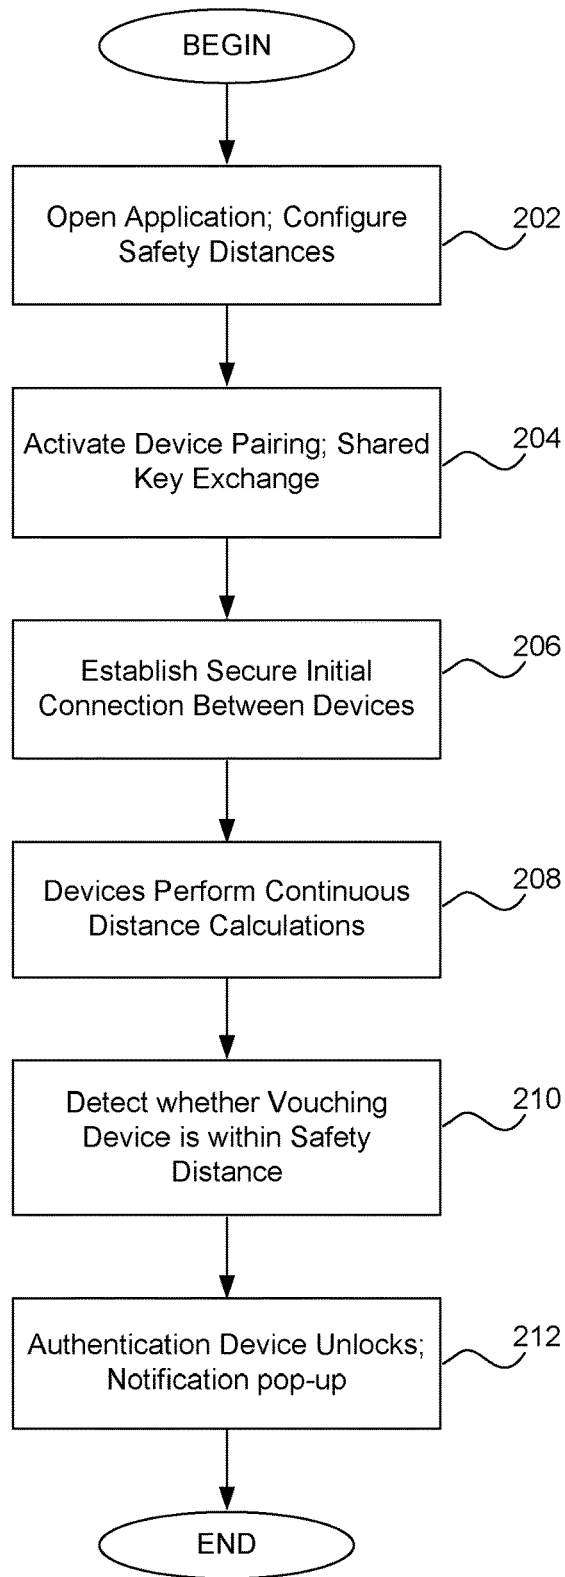 BEGIN
Open Application; Configure
Safety Distances
202
Activate Device Pairing; Shared
Key Exchange
204
Establish Secure Initial
Connection Between Devices
206
Devices Perform Continuous
Distance Calculations
208
Detect whether Vouching
Device is within Safety
Distance
210
Authentication Device Unlocks;
Notification pop-up
212
END